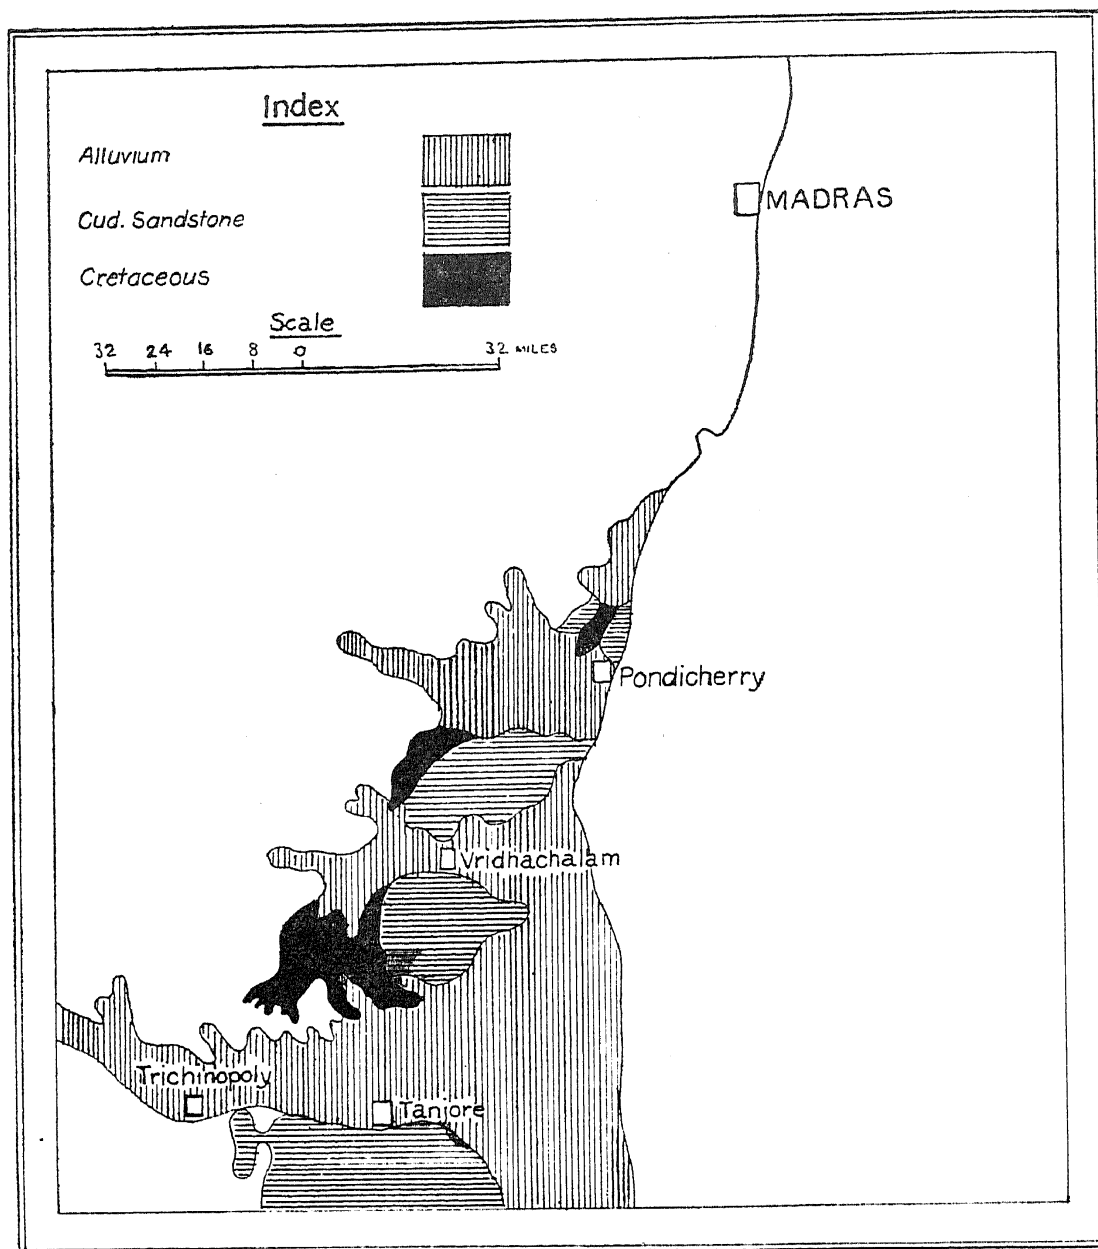 Index
Alluvium
Cud. Sandstone
Cretaceous
Scale
32 24 16 8 0 32 MILES
MADRAS
Pondicherry
Vridhachalam
Trichinopoly
Tanjore